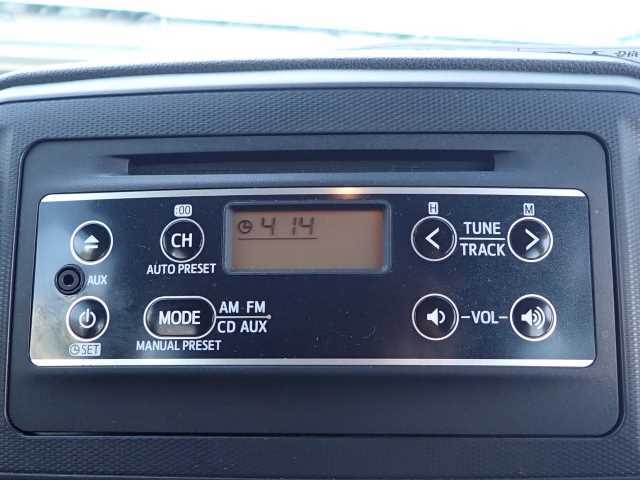 :00
4 14
H
M
CH
TUNE
TRACK
AUX
AUTO PRESET
MODE
AM FM
CD AUX
-VOL-
SET
MANUAL PRESET